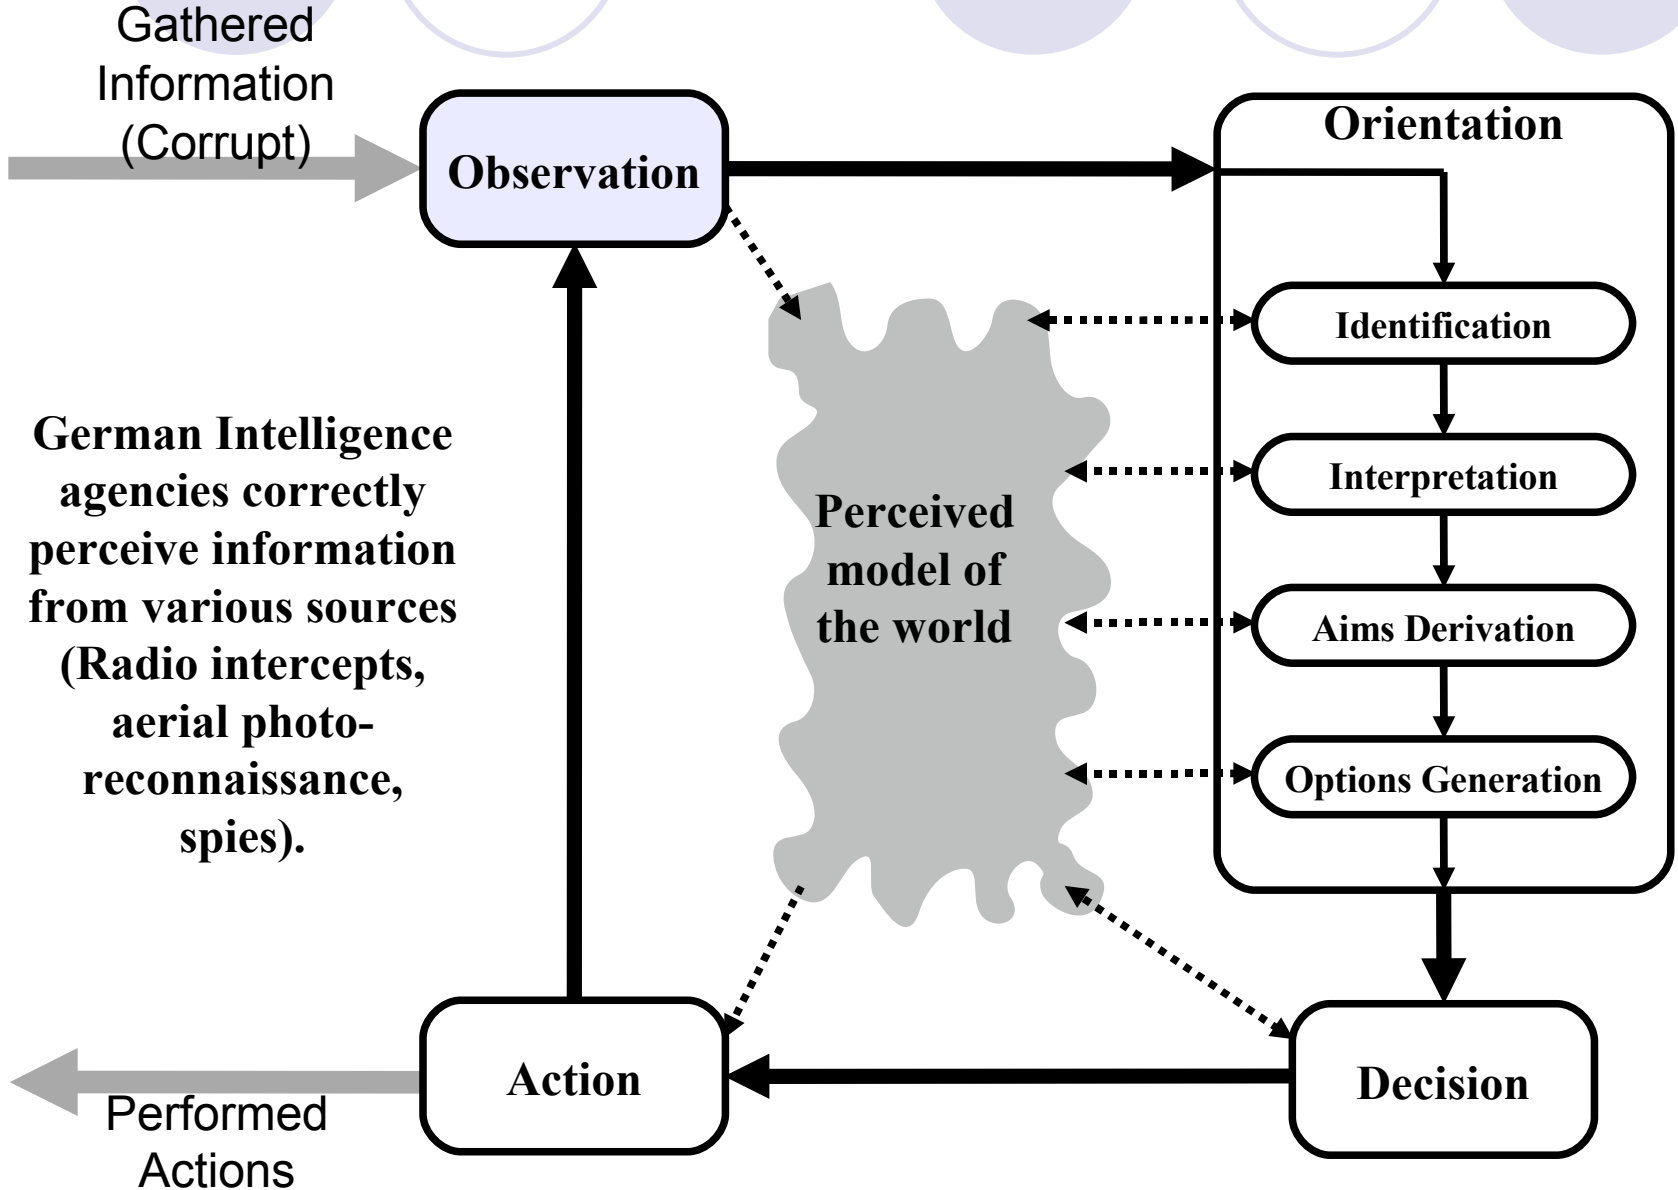 Gathered
Information
(Corrupt)
Observation
Orientation
Identification
Interpretation
Aims Derivation
Options Generation
German Intelligence
agencies correctly
perceive information
from various sources
(Radio intercepts,
aerial photo-
reconnaissance,
spies).
Perceived
model of
the world
Action
Decision
Performed
Actions